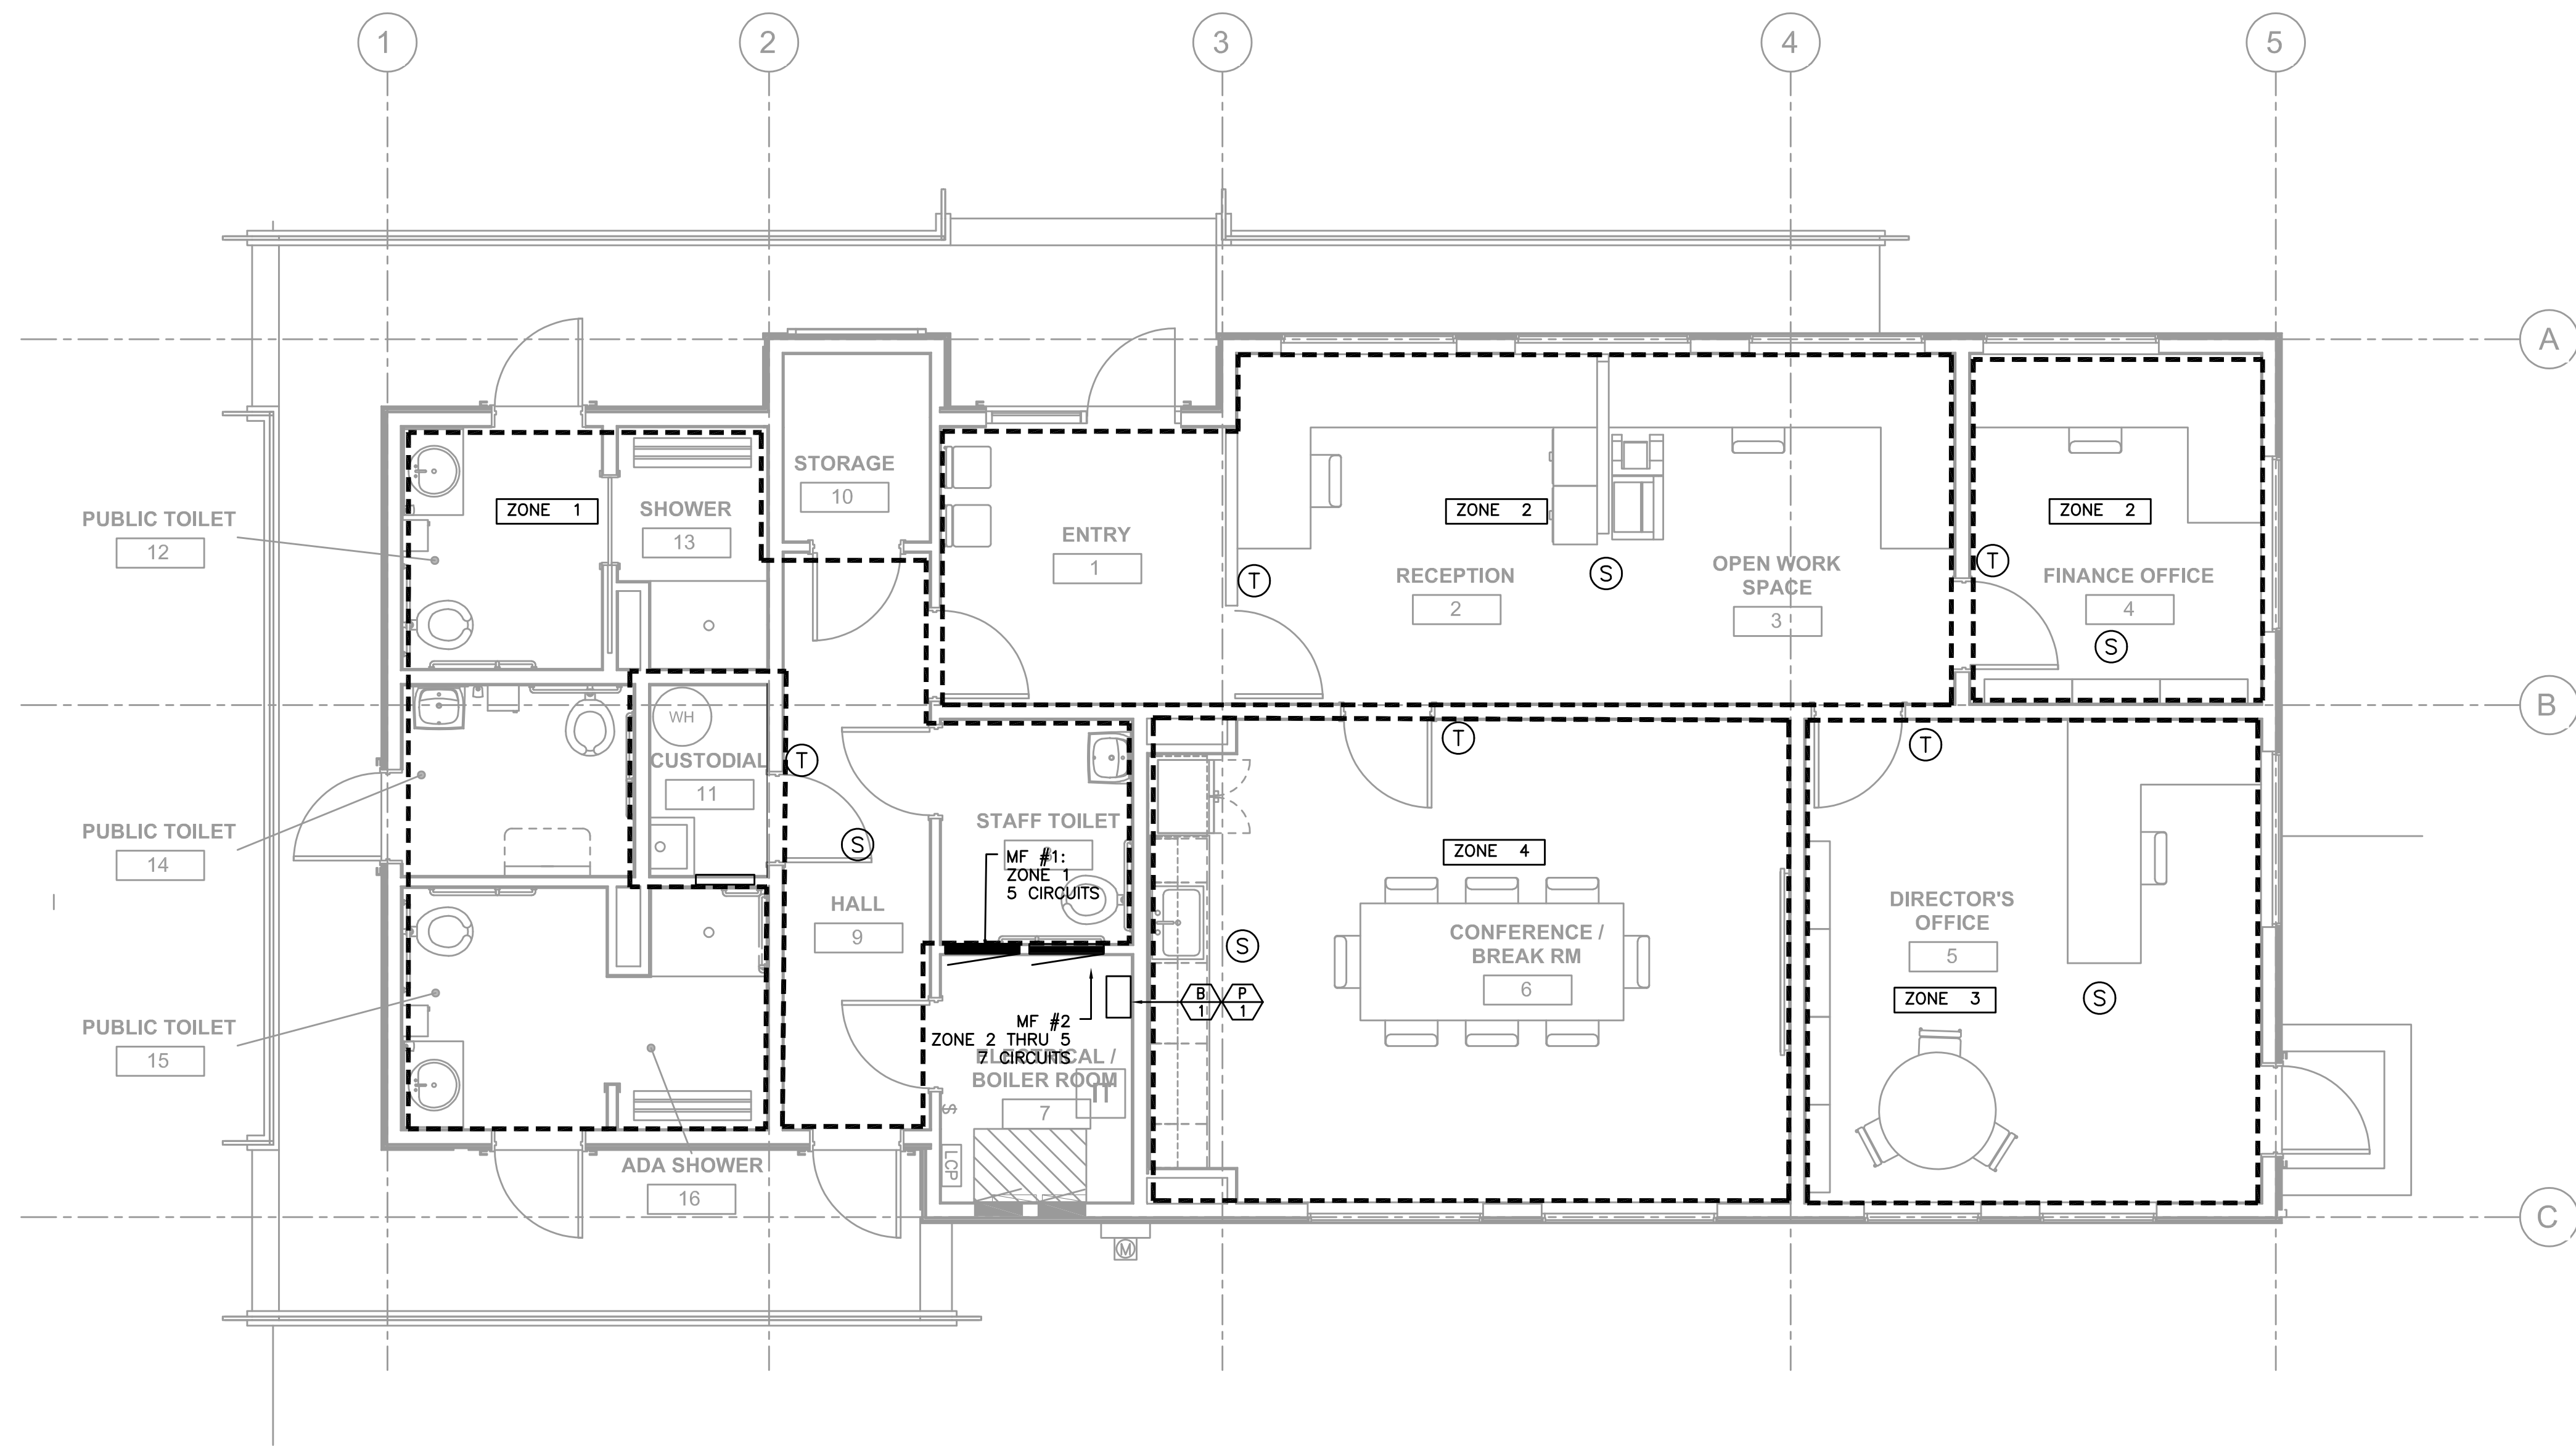 1
2
3
4
5
A
B
C
STORAGE
10
PUBLIC TOILET
12
ZONE 1
SHOWER
13
ENTRY
1
T
ZONE 2
RECEPTION
2
S
OPEN WORK
SPACE
3
ZONE 2
T
FINANCE OFFICE
4
S
WH
CUSTODIAL
11
T
S
PUBLIC TOILET
14
STAFF TOILET
MF #1:
ZONE 1
5 CIRCUITS
HALL
9
T
ZONE 4
S
CONFERENCE /
BREAK RM
6
T
DIRECTOR'S
OFFICE
5
ZONE 3
S
B
1
P
1
MF #2
ZONE 2 THRU 5
7 CIRCUITS
ELECTRICAL /
BOILER ROOM
7
IT
S
LCP
M
PUBLIC TOILET
15
ADA SHOWER
16